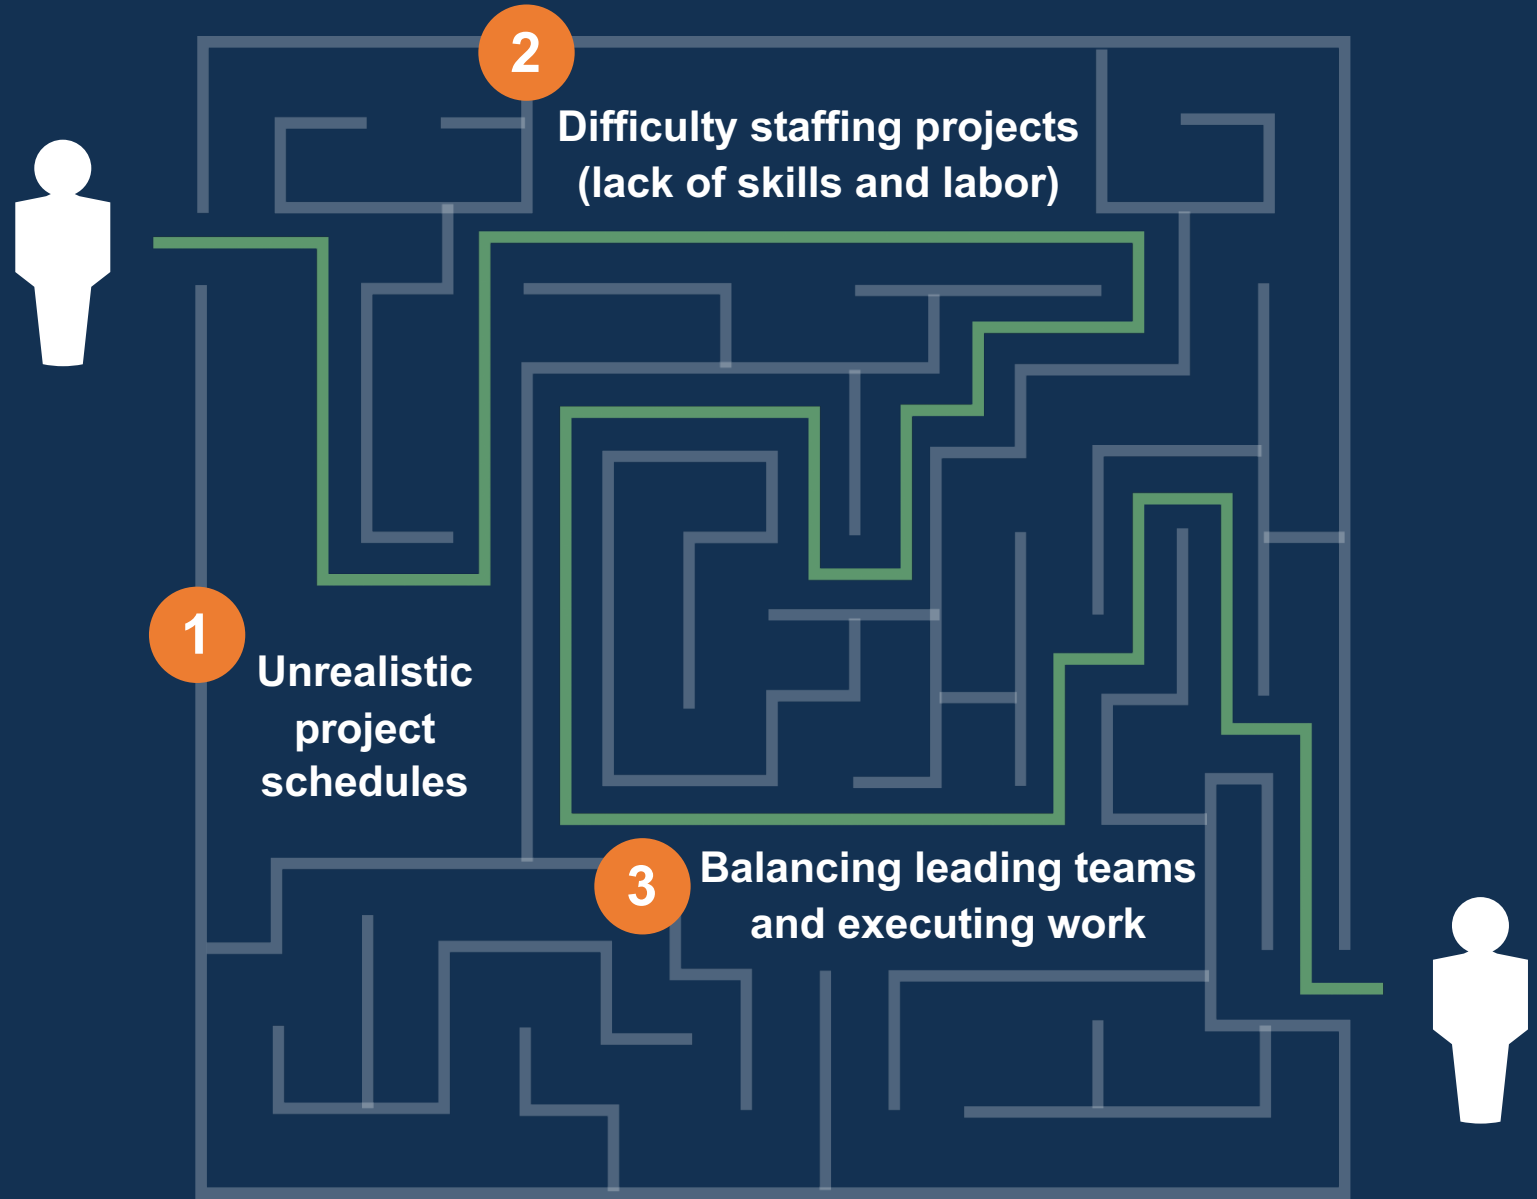 2
Difficulty staffing projects
(lack of skills and labor)
1
Unrealistic
project
schedules
3
Balancing leading teams
and executing work